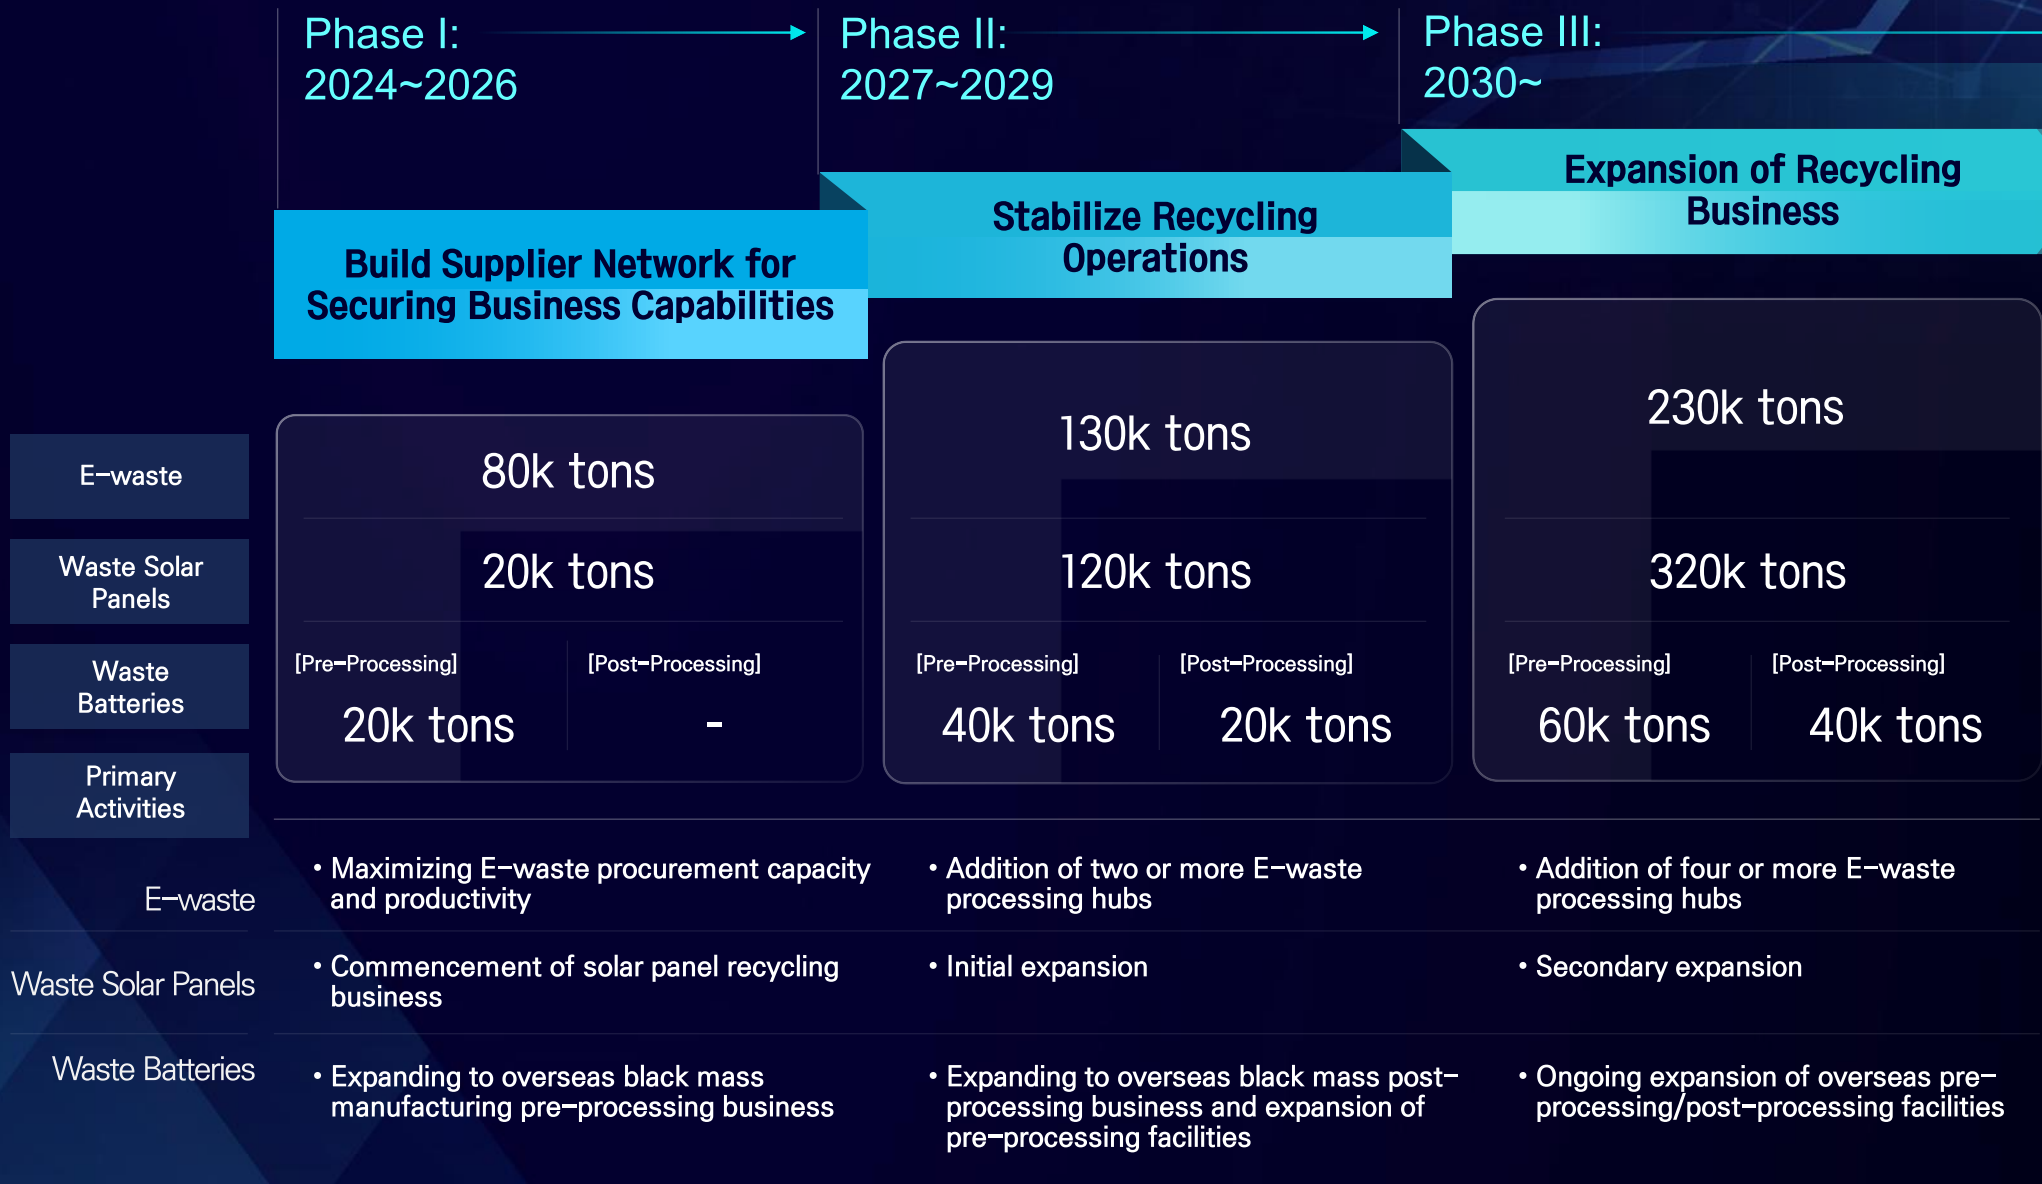 Phase I:
2024~2026
Phase II:
2027~2029
Phase III:
2030~
Build Supplier Network for
Securing Business Capabilities
Stabilize Recycling
Operations
Expansion of Recycling
Business
E-waste
80k tons
130k tons
230k tons
Waste Solar
Panels
20k tons
120k tons
320k tons
Waste
Batteries
[Pre-Processing]
20k tons
[Post-Processing]
-
[Pre-Processing]
40k tons
[Post-Processing]
20k tons
[Pre-Processing]
60k tons
[Post-Processing]
40k tons
Primary
Activities
E-waste
• Maximizing E-waste procurement capacity
and productivity
• Addition of two or more E-waste
processing hubs
• Addition of four or more E-waste
processing hubs
Waste Solar Panels
• Commencement of solar panel recycling
business
• Initial expansion
• Secondary expansion
Waste Batteries
• Expanding to overseas black mass
manufacturing pre-processing business
• Expanding to overseas black mass post-
processing business and expansion of
pre-processing facilities
• Ongoing expansion of overseas pre-
processing/post-processing facilities